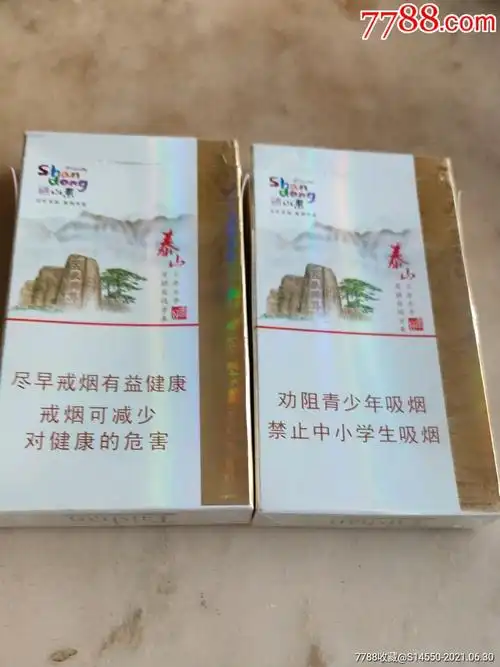 7788.com
Shan
dong
泰山
尽早戒烟有益健康
戒烟可减少
对健康的危害
Shan
dong
泰山
劝阻青少年吸烟
禁止中小学生吸烟
7788收藏@S14550-2021.06.30